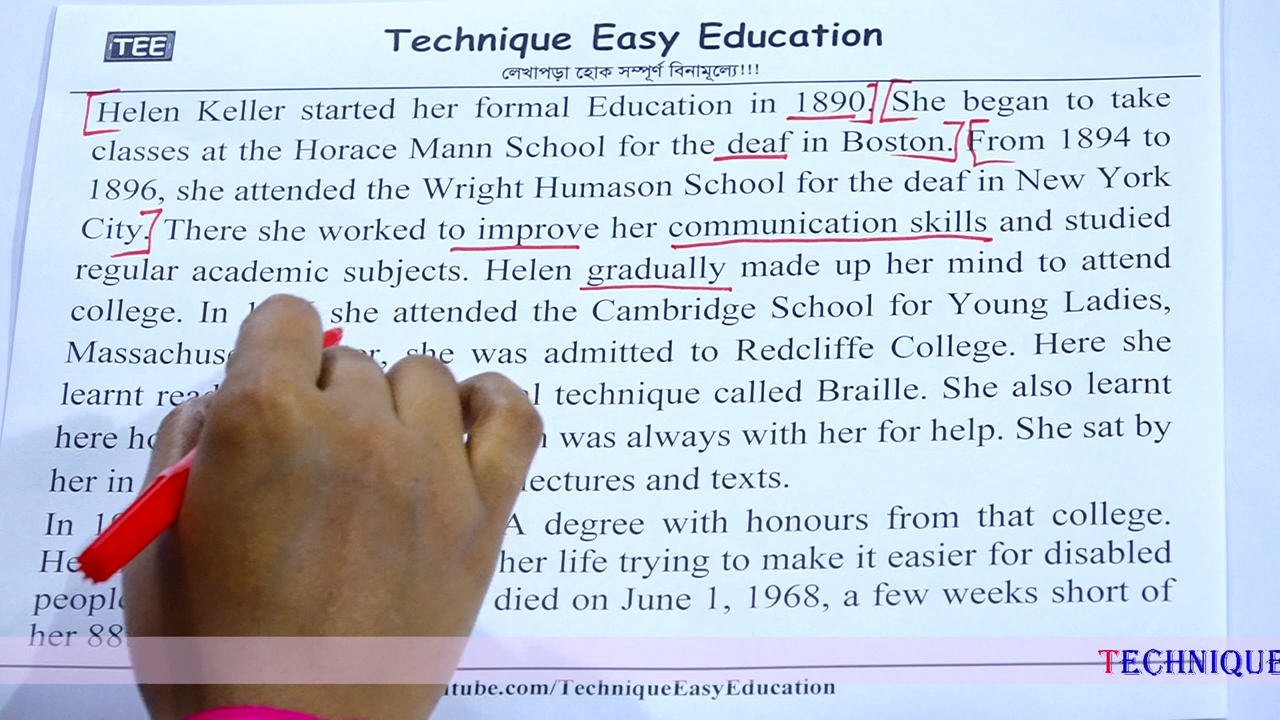 TEE
Technique Easy Education
লেখাপড়া হোক সম্পূর্ণ বিনামূল্যে!!!
Helen Keller started her formal Education in 1890. She began to take
classes at the Horace Mann School for the deaf in Boston. From 1894 to
1896, she attended the Wright Humason School for the deaf in New York
City. There she worked to improve her communication skills and studied
regular academic subjects. Helen gradually made up her mind to attend
college. In she attended the Cambridge School for Young Ladies,
she was admitted to Redcliffe College. Here she
learnt technique called Braille. She also learnt
here was always with her for help. She sat by
her in lectures and texts.
In A degree with honours from that college.
her life trying to make it easier for disabled
died on June 1, 1968, a few weeks short of
her
TECHNIQUE
tube.com/TechniqueEasyEducation